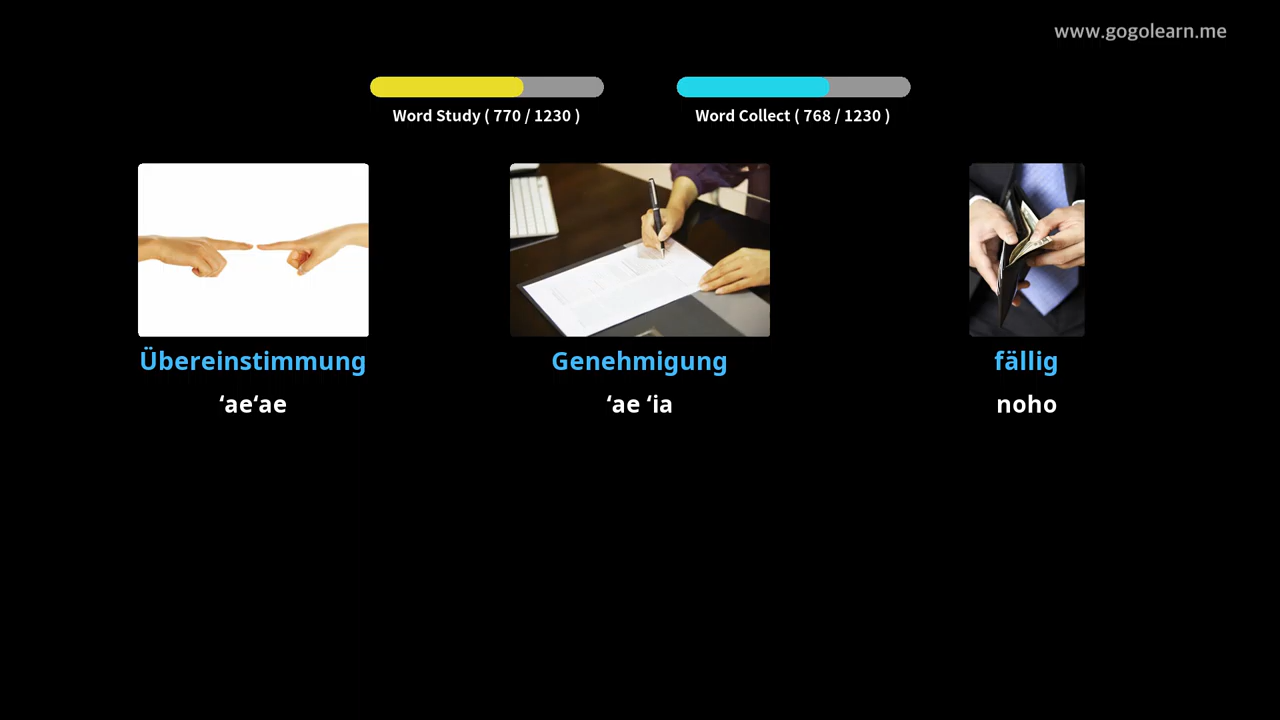 www.gogolearn.me
Word Study ( 770 / 1230 )
Word Collect ( 768 / 1230 )
Übereinstimmung
Genehmigung
fällig
ʻaeʻae
ʻae ʻia
noho